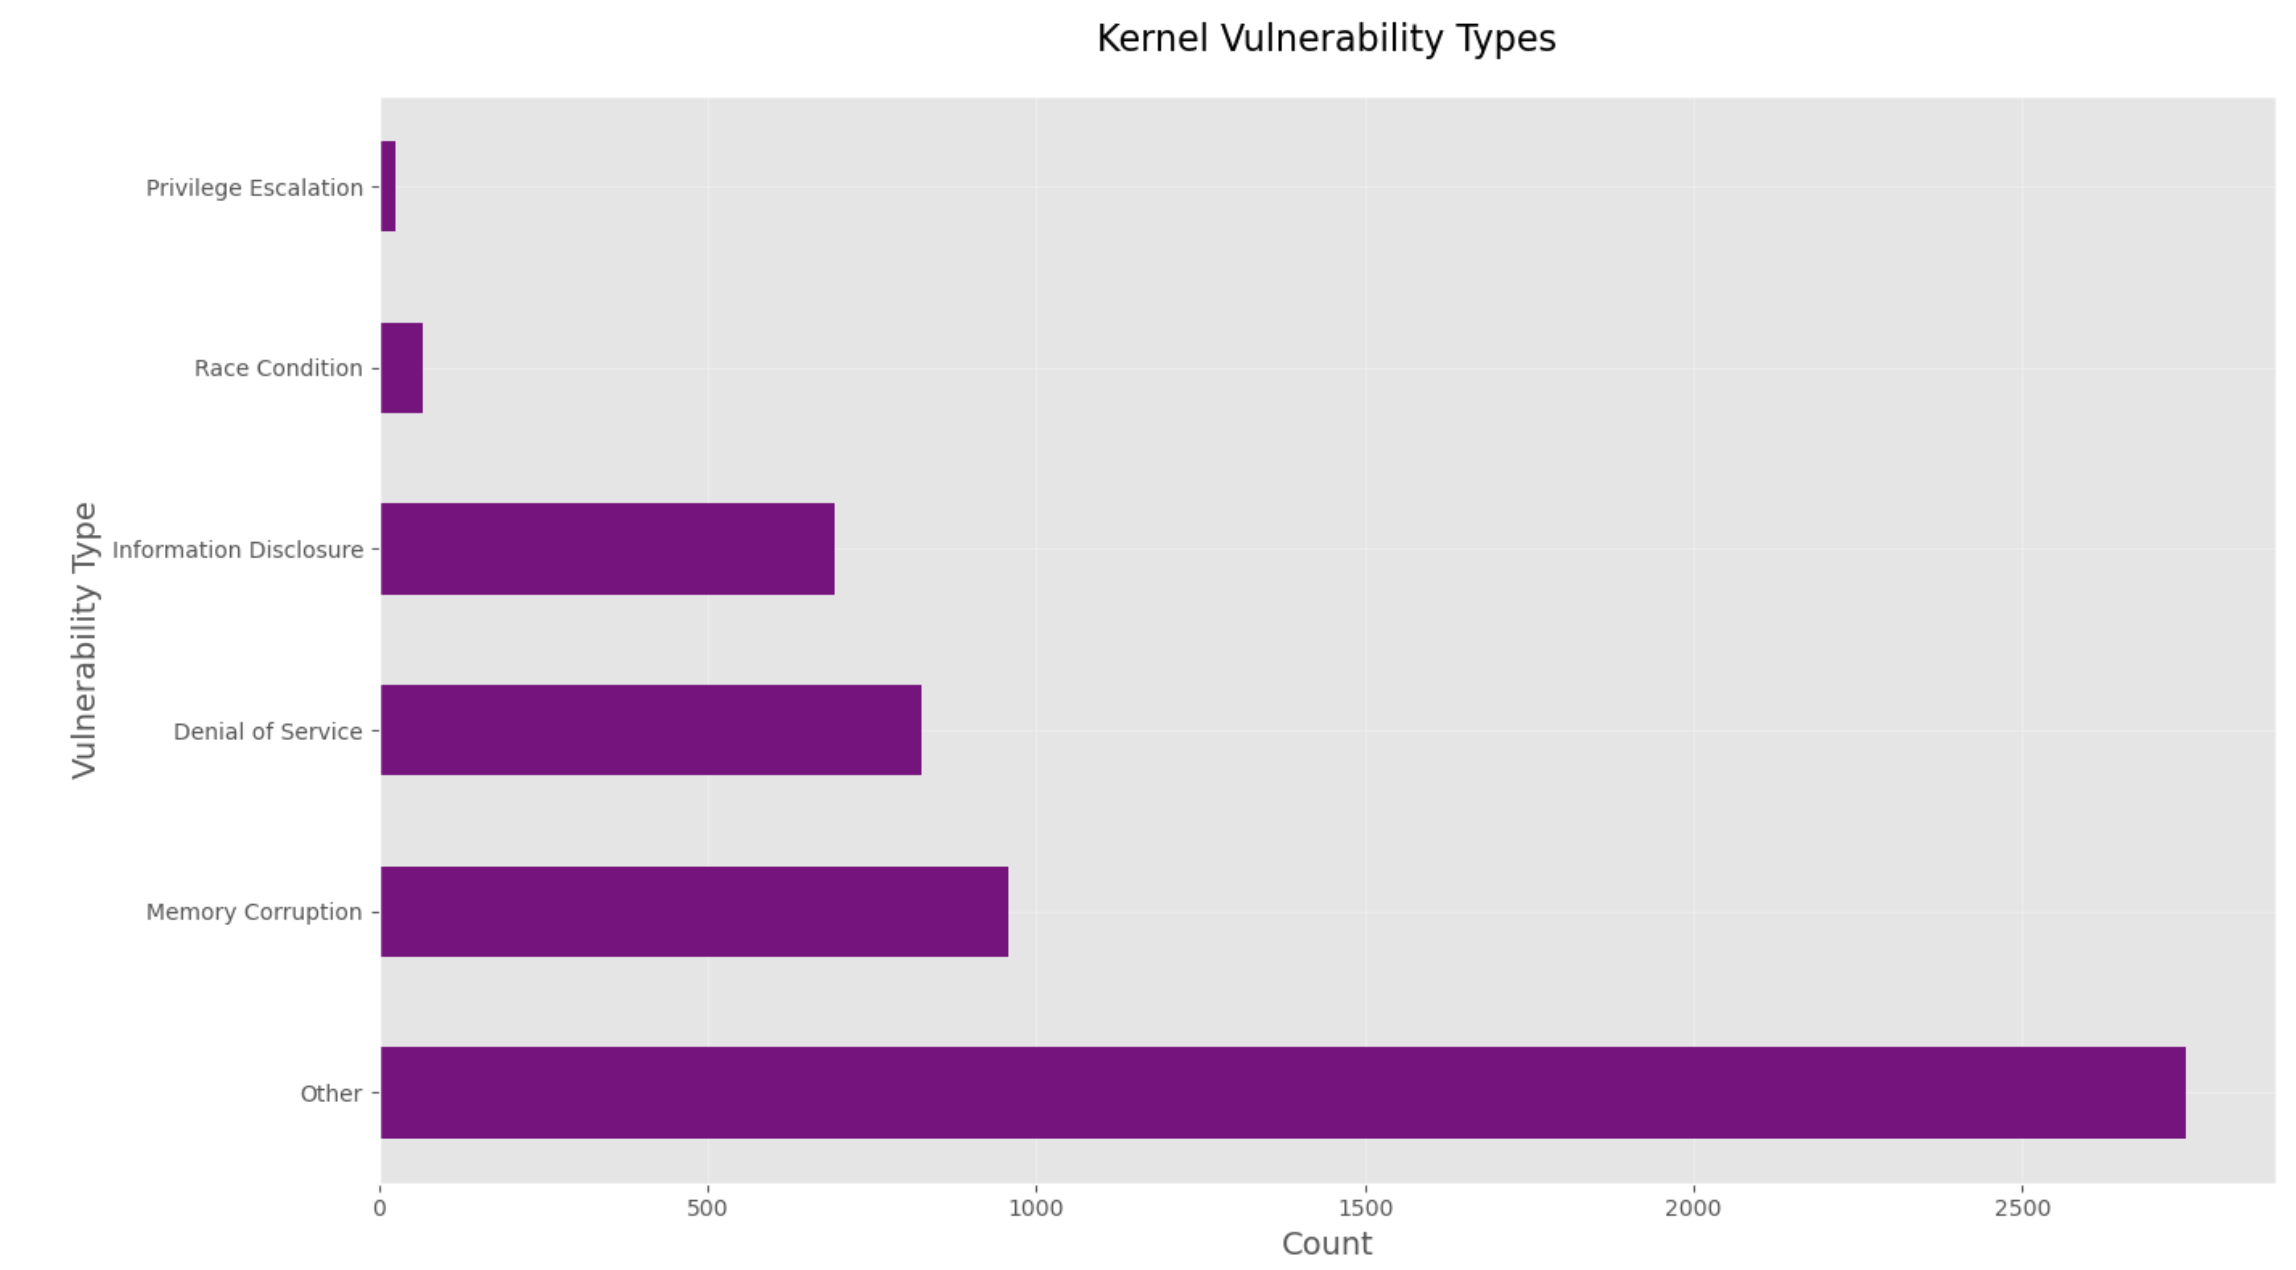 Kernel Vulnerability Types
Vulnerability Type
Privilege Escalation
Race Condition
Information Disclosure
Denial of Service
Memory Corruption
Other
0 500 1000 1500 2000 2500
Count